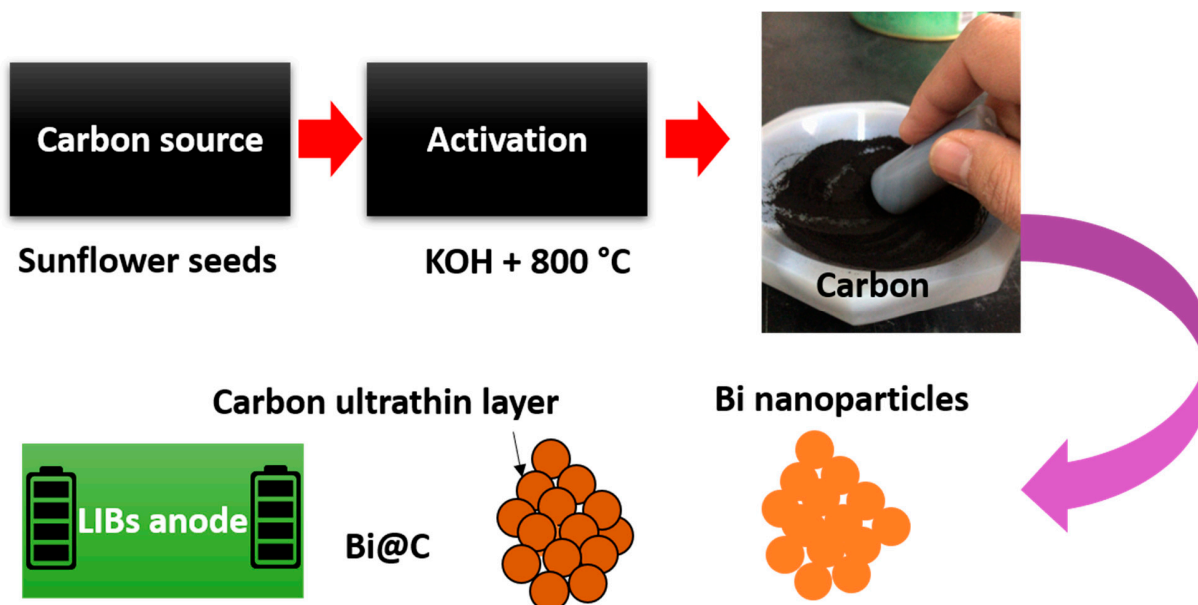 Carbon source
Activation
Sunflower seeds
KOH + 800 °C
Carbon
Carbon ultrathin layer
Bi nanoparticles
LIBs anode
Bi@C